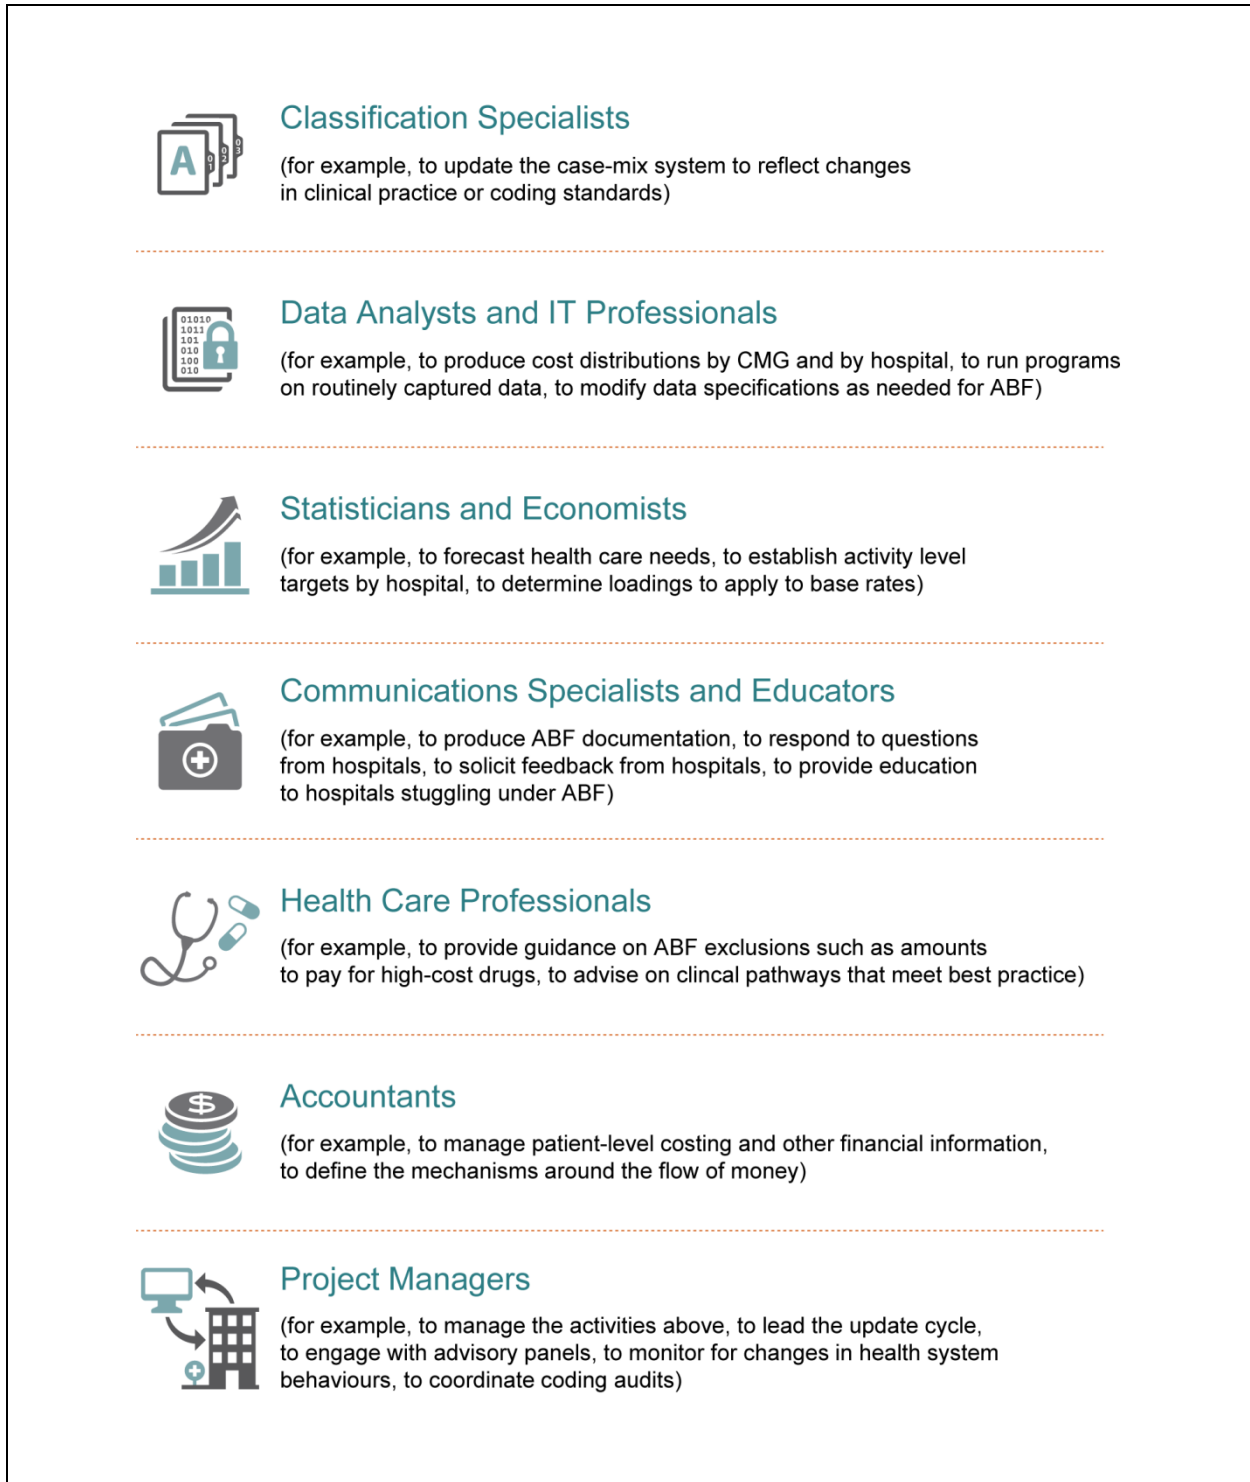 Classification Specialists
(for example, to update the case-mix system to reflect changes
in clinical practice or coding standards)
A
01
02
03
Data Analysts and IT Professionals
(for example, to produce cost distributions by CMG and by hospital, to run programs
on routinely captured data, to modify data specifications as needed for ABF)
01010
1011
101
010
100
010
Statisticians and Economists
(for example, to forecast health care needs, to establish activity level
targets by hospital, to determine loadings to apply to base rates)
Communications Specialists and Educators
(for example, to produce ABF documentation, to respond to questions
from hospitals, to solicit feedback from hospitals, to provide education
to hospitals stuggling under ABF)
Health Care Professionals
(for example, to provide guidance on ABF exclusions such as amounts
to pay for high-cost drugs, to advise on clincal pathways that meet best practice)
Accountants
$
(for example, to manage patient-level costing and other financial information,
to define the mechanisms around the flow of money)
Project Managers
(for example, to manage the activities above, to lead the update cycle,
to engage with advisory panels, to monitor for changes in health system
behaviours, to coordinate coding audits)